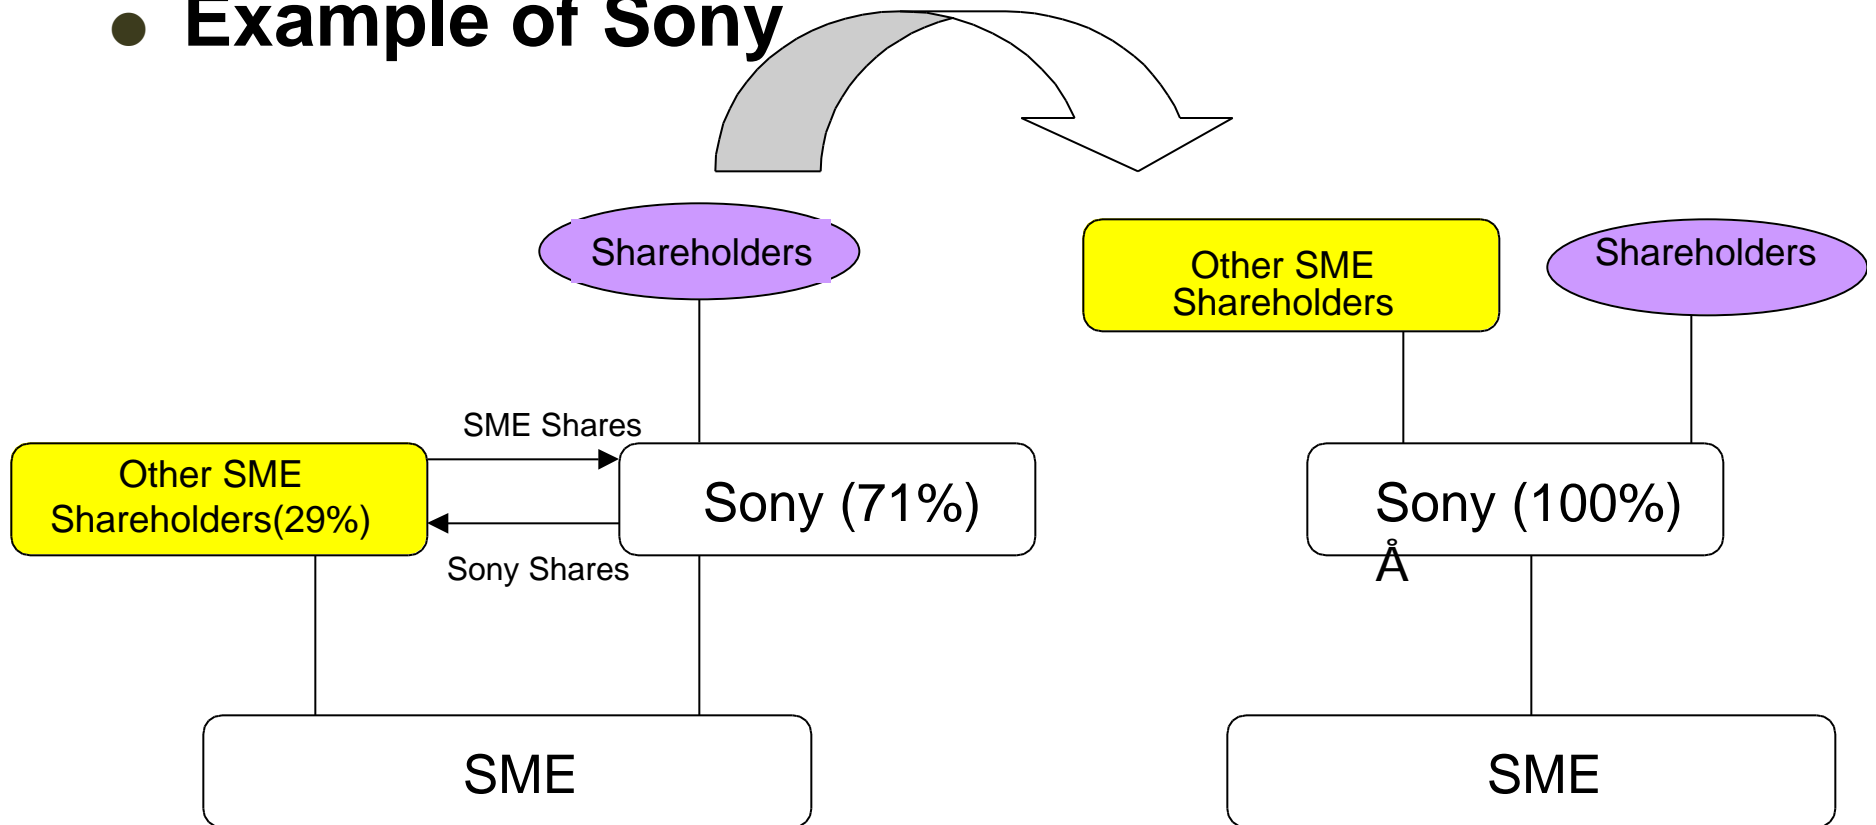 ● Example of Sony
Shareholders
SME Shares
Other SME
Shareholders(29%)
Sony (71%)
Sony Shares
SME
Other SME
Shareholders
Shareholders
Sony (100%)
Å
SME